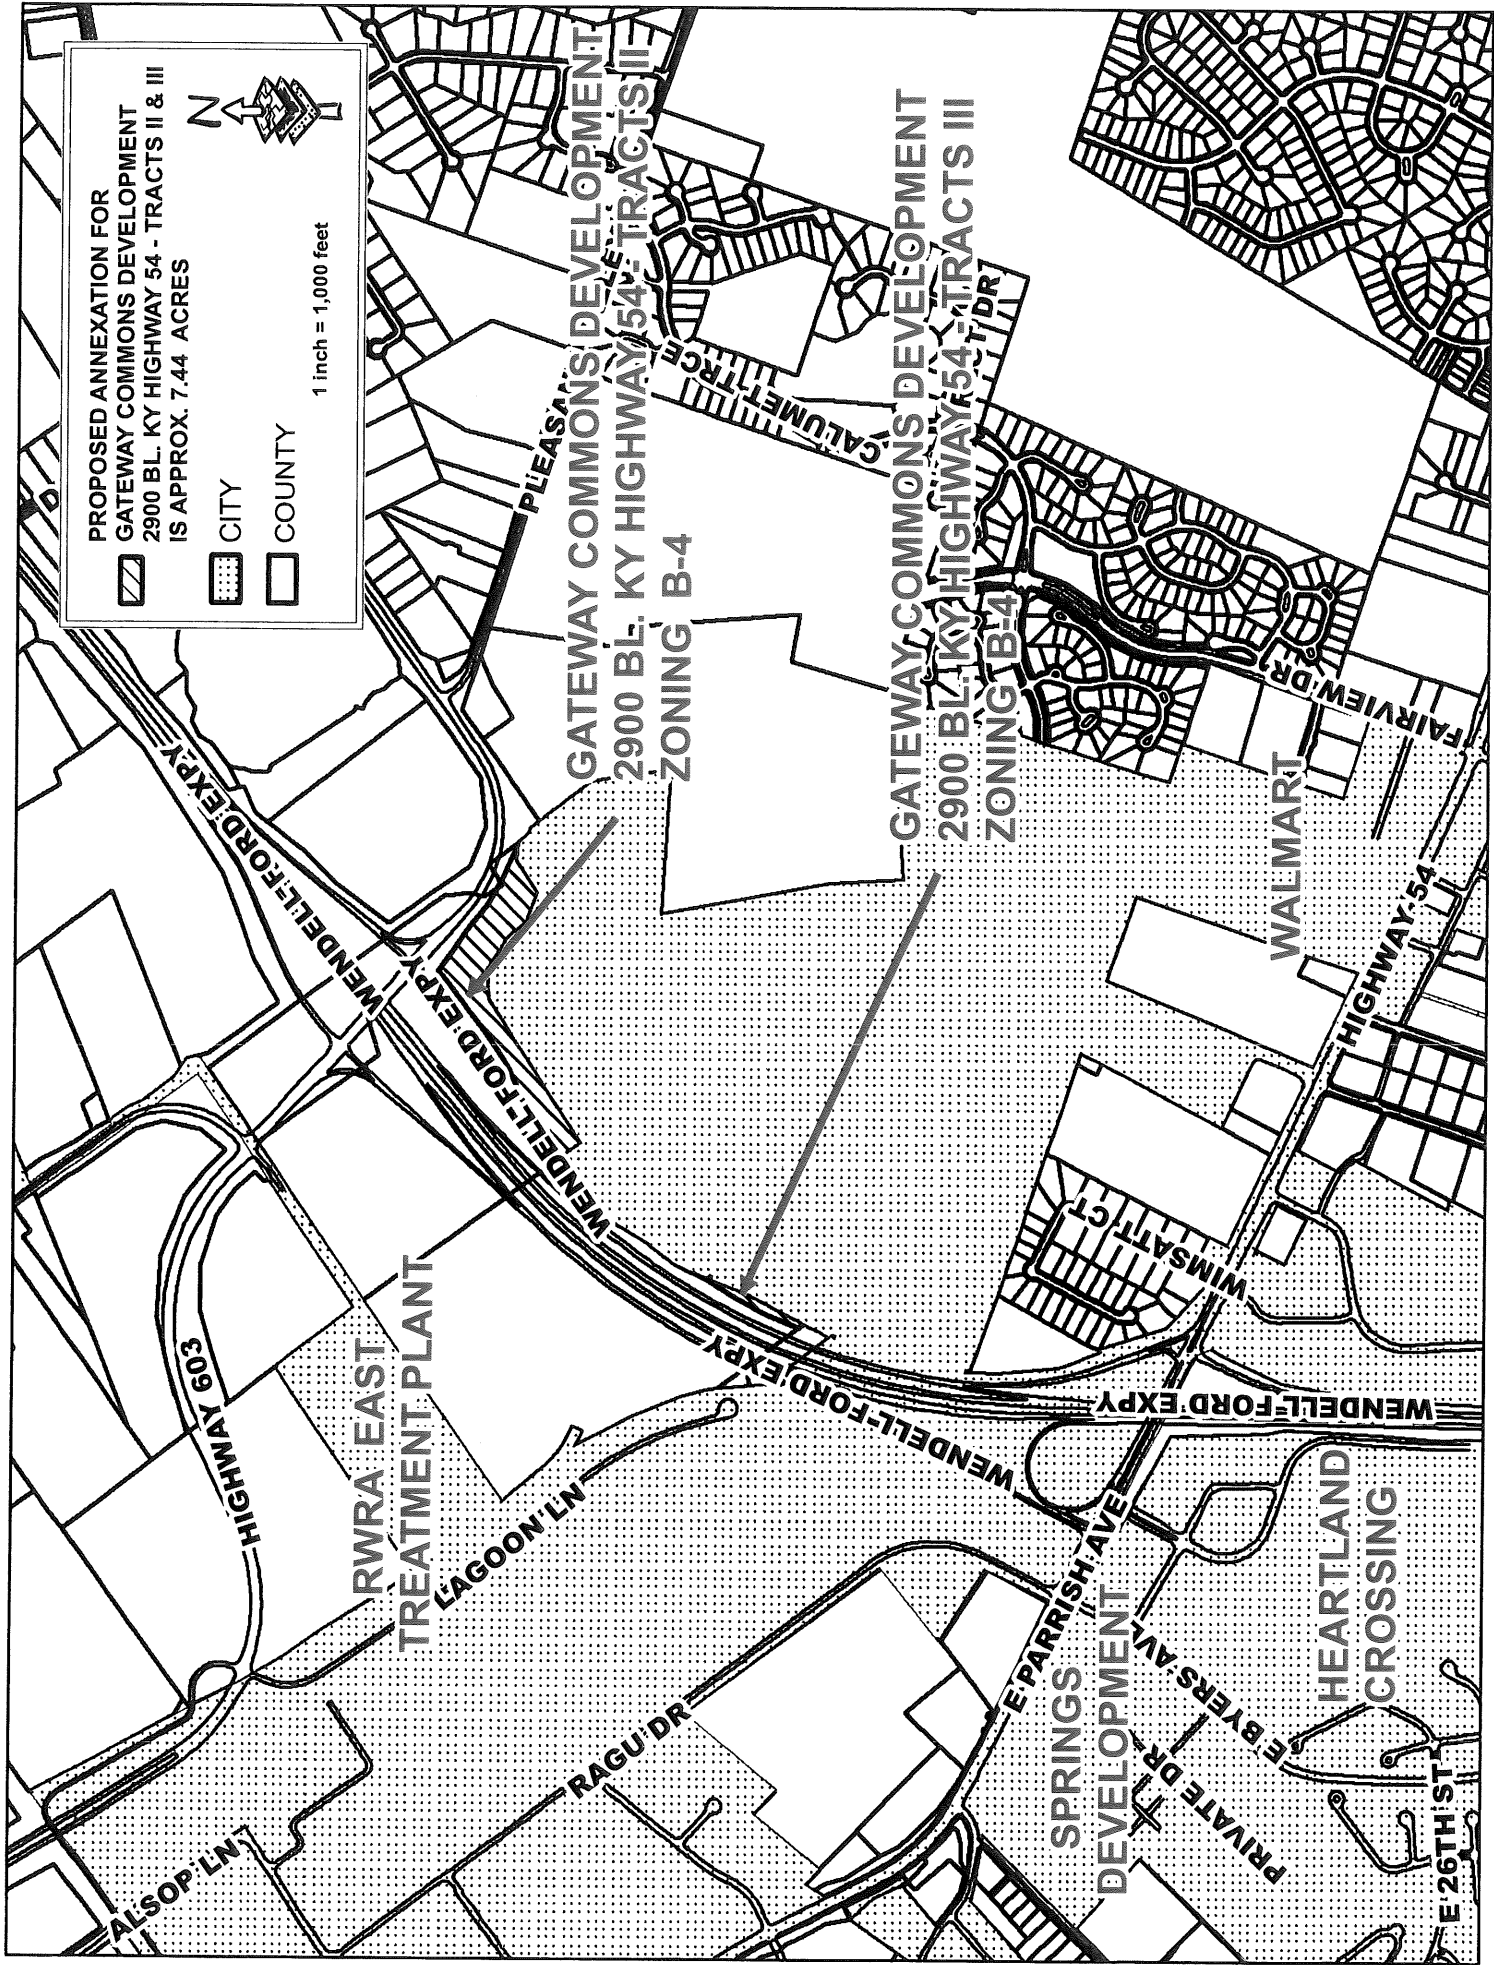 PROPOSED ANNEXATION FOR
GATEWAY COMMONS DEVELOPMENT
2900 BL. KY HIGHWAY 54 - TRACTS II & III
IS APPROX. 7.44 ACRES
CITY
COUNTY
1 inch = 1,000 feet
N
GATEWAY COMMONS DEVELOPMENT
2900 BL. KY HIGHWAY 54 - TRACTS II
ZONING B-4
GATEWAY COMMONS DEVELOPMENT
2900 BL. KY HIGHWAY 54 - TRACTS III
ZONING B-4
CALUMET TRCE
WENDELL FORD EXPY
WENDELL FORD EXPY
WENDELL FORD EXPY
WENDELL FORD EXPY
WENDELL FORD EXPY
HIGHWAY 603
RWRA EAST
TREATMENT PLANT
LAGOON LN
RAGU DR
ALSOP LN
WALMART
FAIRVIEW DR
HIGHWAY 54
WIMSATT CT
E PARRISH AVE
SPRINGS
DEVELOPMENT
E BYERS AVE
PRIVATE DR
HEARTLAND
CROSSING
E 26TH ST